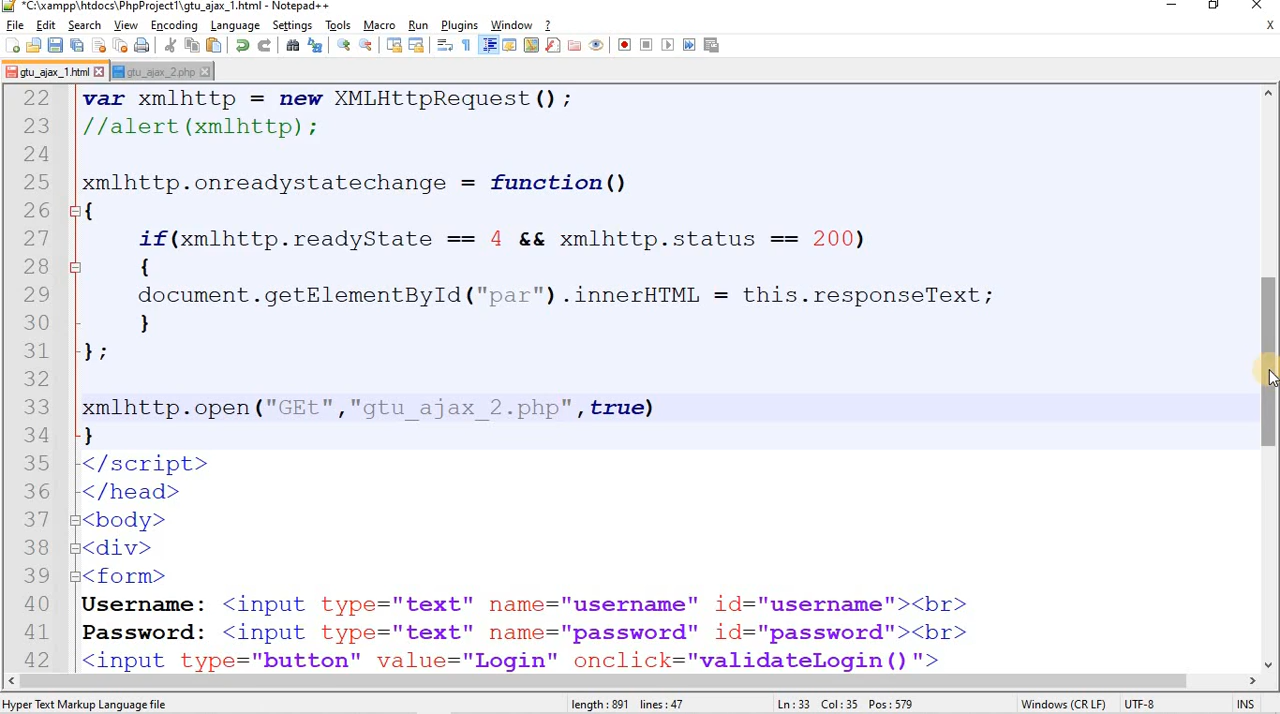 *C:\xampp\htdocs\PhpProject1\gtu_ajax_1.html - Notepad++
File Edit Search View Encoding Language Settings Tools Macro Run Plugins Window ? X
gtu_ajax_1.html gtu_ajax_2.php
22 var xmlhttp = new XMLHttpRequest();
23 //alert(xmlhttp);
24
25 xmlhttp.onreadystatechange = function()
26 {
27 if(xmlhttp.readyState == 4 && xmlhttp.status == 200)
28 {
29 document.getElementById("par").innerHTML = this.responseText;
30 }
31 };
32
33 xmlhttp.open("GEt","gtu_ajax_2.php",true)
34 }
35 </script>
36 </head>
37 <body>
38 <div>
39 <form>
40 Username: <input type="text" name="username" id="username"><br>
41 Password: <input type="text" name="password" id="password"><br>
42 <input type="button" value="Login" onclick="validateLogin()">
Hyper Text Markup Language file length : 891 lines : 47 Ln : 33 Col : 35 Pos : 579 Windows (CR LF) UTF-8 INS